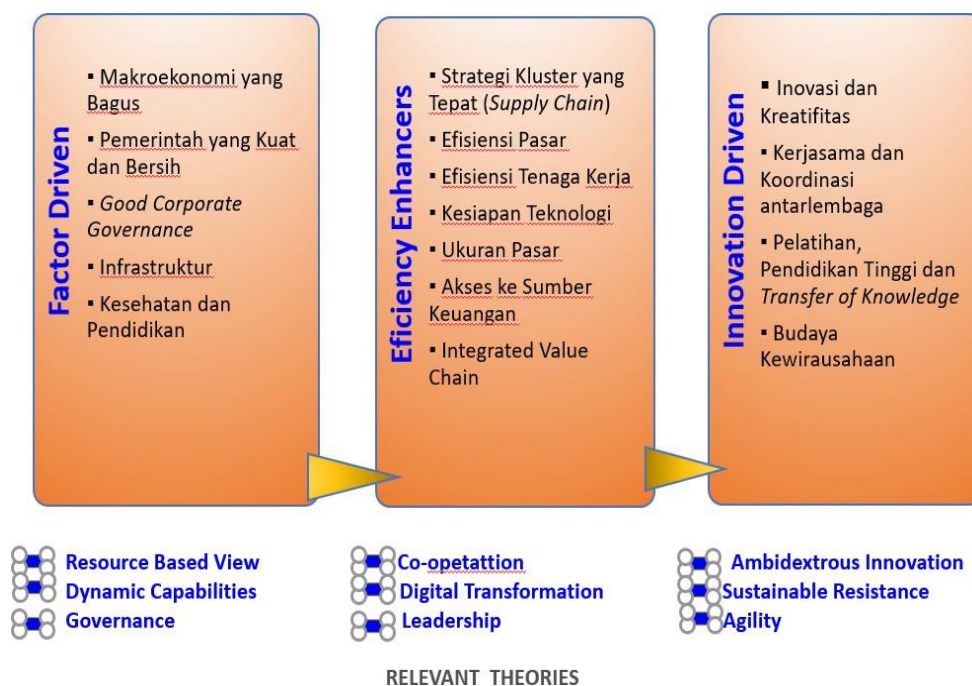 Factor Driven
▪ Makroekonomi yang
Bagus
▪ Pemerintah yang Kuat
dan Bersih
▪ Good Corporate
Governance
▪ Infrastruktur
▪ Kesehatan dan
Pendidikan
Eficiency Enhancers
▪ Strategi Kluster yang
Tepat (Supply Chain)
▪ Efisiensi Pasar
▪ Efisiensi Tenaga Kerja
▪ Kesiapan Teknologi
▪ Ukuran Pasar
▪ Akses ke Sumber
Keuangan
▪ Integrated Value
Chain
Innovation Driven
▪ Inovasi dan
Kreatifitas
▪ Kerjasama dan
Koordinasi
antarlembaga
▪ Pelatihan,
Pendidikan Tinggi dan
Transfer of Knowledge
▪ Budaya
Kewirausahaan
Resource Based View
Dynamic Capabilities
Governance
Co-opetattion
Digital Transformation
Leadership
Ambidextrous Innovation
Sustainable Resistance
Agility
RELEVANT THEORIES